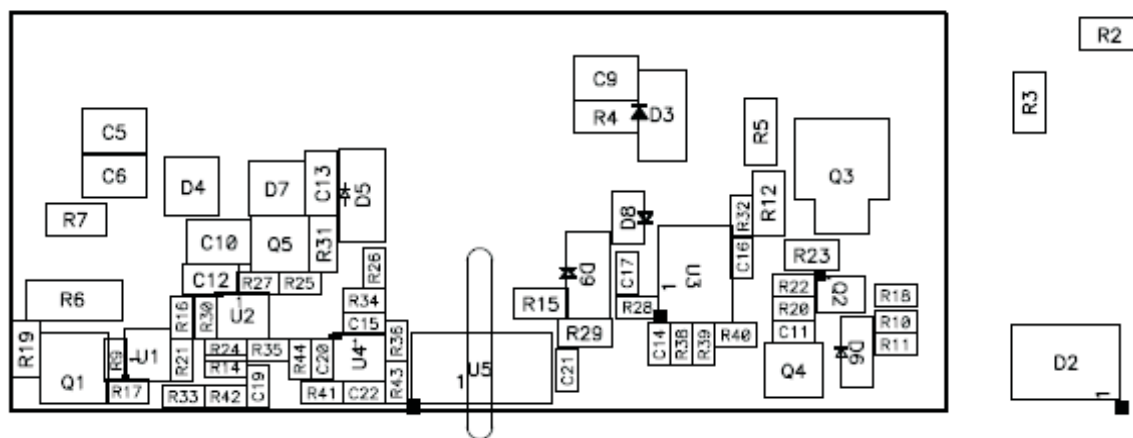 R2
C9
R3
R4
D3
C5
R5
C6
D4
D7
C13
D5
Q3
R7
D8
R32
R12
C10
Q5
R31
R26
D9
C17
U3
C16
R23
C12
R27
R25
R22
Q2
R6
R16
R30
U2
R34
R15
R28
1
R20
R18
C15
R29
C14
R38
R39
R40
C11
R10
R19
R9
U1
R21
R24
R35
R44
C20
U4
R36
R11
D6
R14
C21
Q4
D2
Q1
R17
R33
R42
C19
R41
C22
R43
1
U5
1